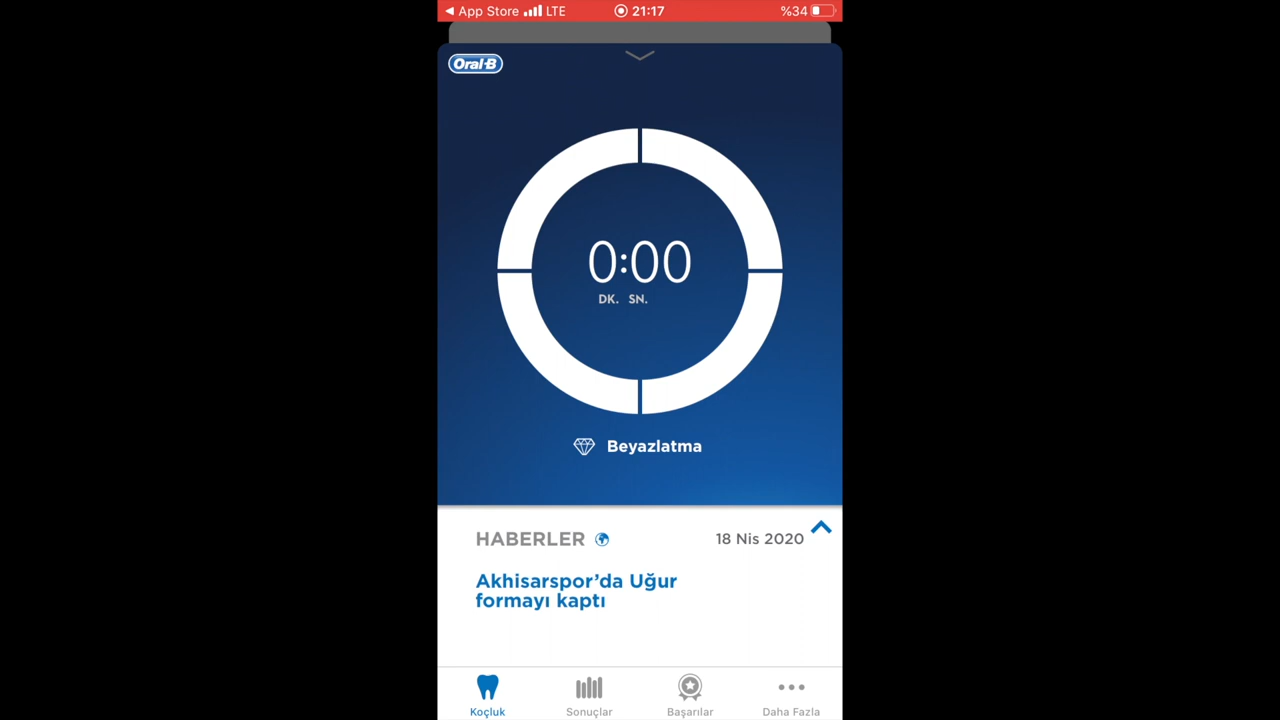 App Store LTE 21:17 %34
Oral-B
0:00
DK. SN.
Beyazlatma
HABERLER 18 Nis 2020
Akhisarspor’da Uğur
formayı kaptı
Koçluk Sonuçlar Başarılar Daha Fazla